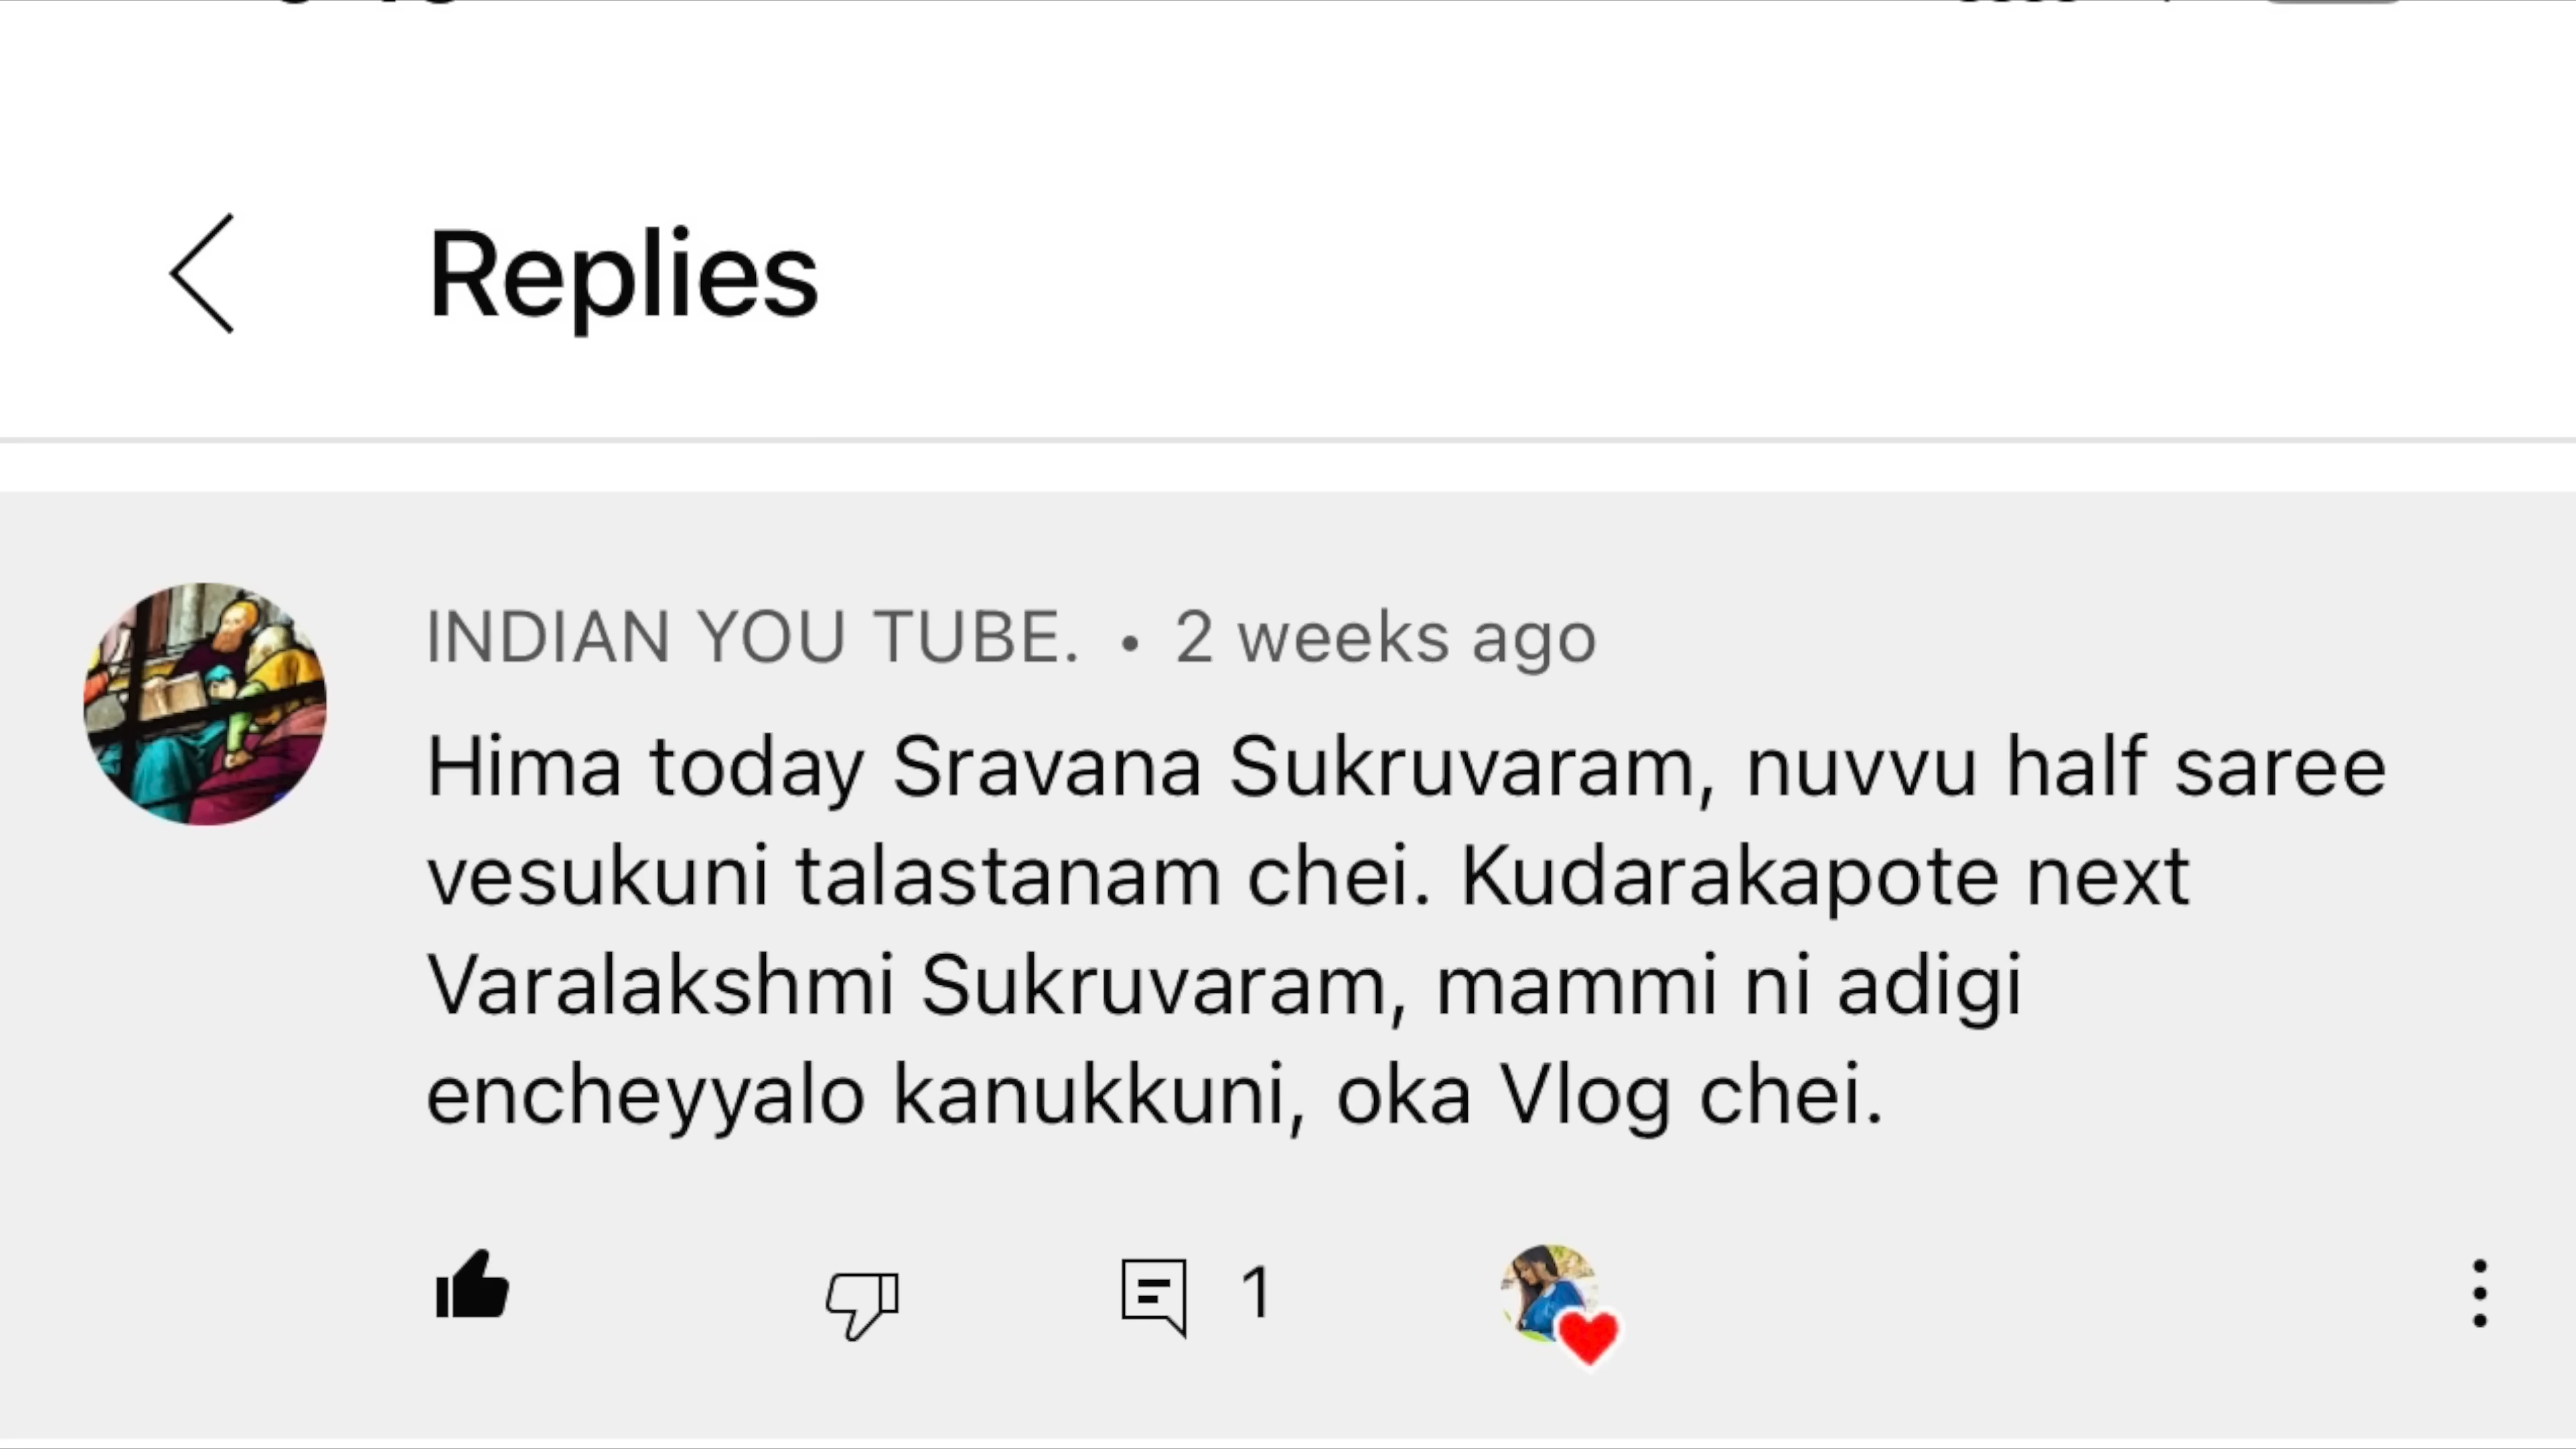 Replies
INDIAN YOU TUBE. • 2 weeks ago
Hima today Sravana Sukruvaram, nuvvu half saree
vesukuni talastanam chei. Kudarakapote next
Varalakshmi Sukruvaram, mammi ni adigi
encheyyalo kanukkuni, oka Vlog chei.
1